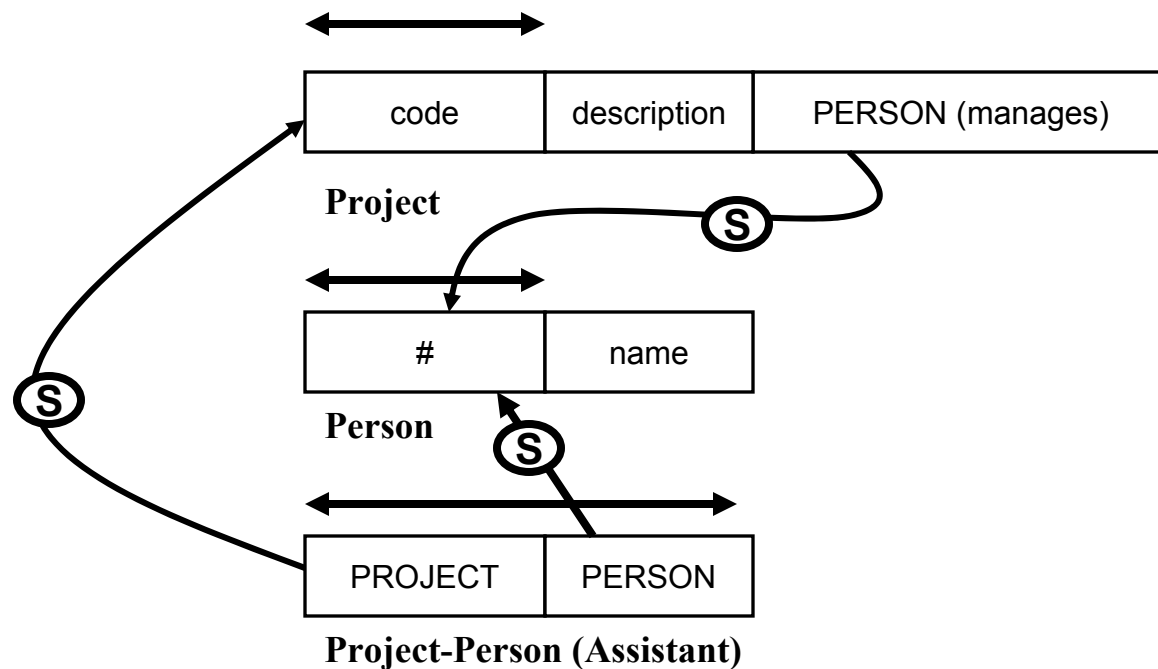 code description PERSON (manages)
Project
S
# name
S
Person
S
PROJECT PERSON
Project-Person (Assistant)